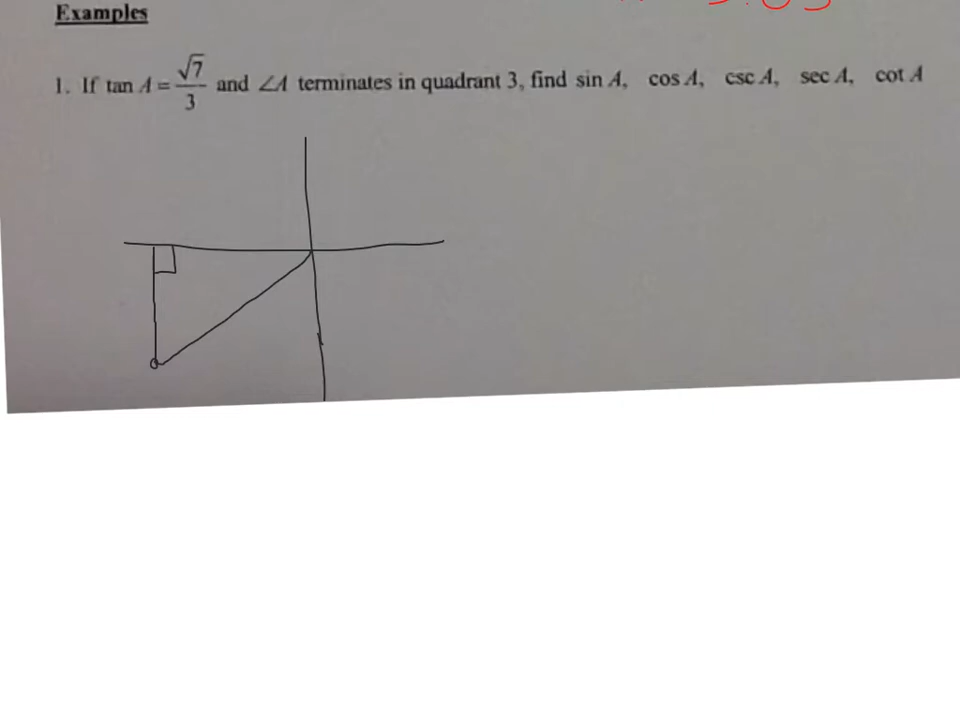 Examples
1. If tan A = √7/3 and ∠A terminates in quadrant 3, find sin A, cos A, csc A, sec A, cot A